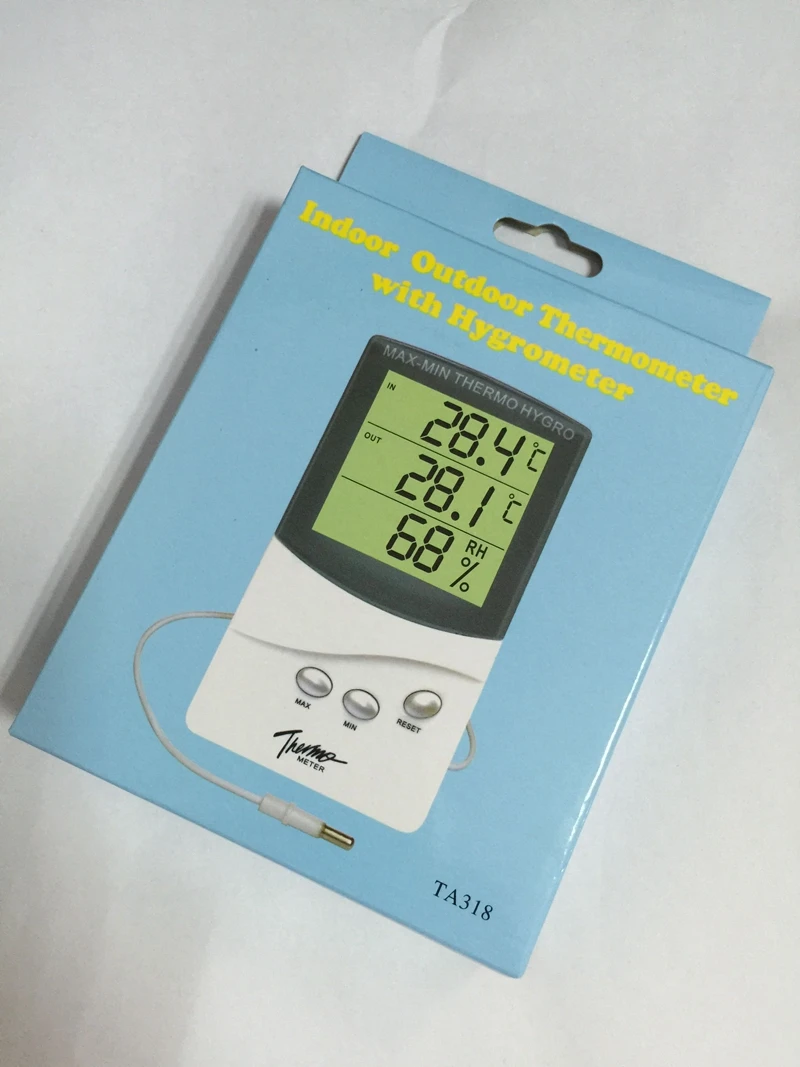 Indoor Outdoor Thermometer
with Hygrometer
MAX-MIN THERMO HYGRO
IN
28.4°C
OUT
28.1°C
68 RH %
MAX
MIN
RESET
Thermo
METER
TA318